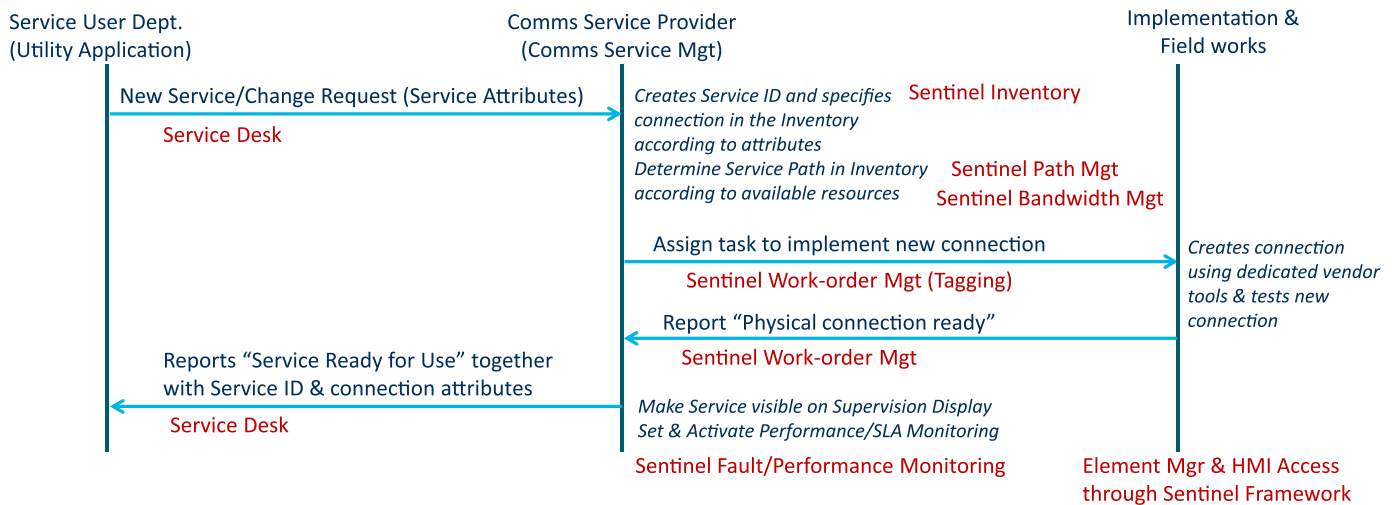 Service User Dept.
(Utility Application)
Comms Service Provider
(Comms Service Mgt)
Implementation &
Field works
New Service/Change Request (Service Attributes)
Service Desk
Creates Service ID and specifies
connection in the Inventory
according to attributes
Determine Service Path in Inventory
according to available resources
Sentinel Inventory
Sentinel Path Mgt
Sentinel Bandwidth Mgt
Assign task to implement new connection
Sentinel Work-order Mgt (Tagging)
Creates connection
using dedicated vendor
tools & tests new
connection
Report “Physical connection ready”
Sentinel Work-order Mgt
Reports “Service Ready for Use” together
with Service ID & connection attributes
Service Desk
Make Service visible on Supervision Display
Set & Activate Performance/SLA Monitoring
Sentinel Fault/Performance Monitoring
Element Mgr & HMI Access
through Sentinel Framework